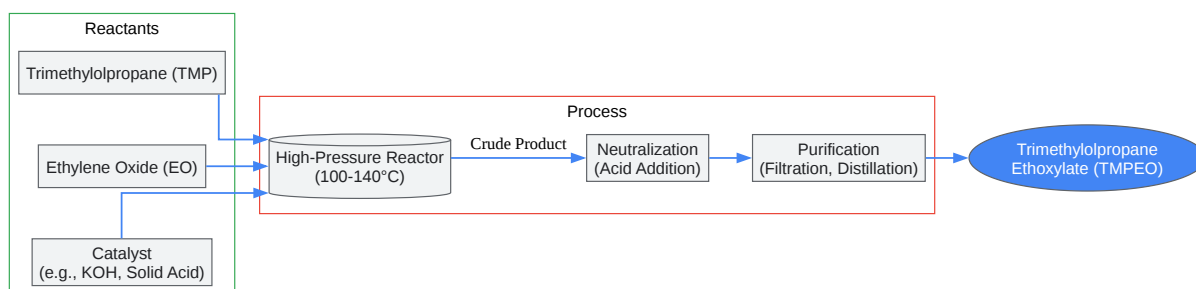 Reactants
Trimethylolpropane (TMP)
Ethylene Oxide (EO)
Catalyst
(e.g., KOH, Solid Acid)
Process
High-Pressure Reactor
(100-140°C)
Crude Product
Neutralization
(Acid Addition)
Purification
(Filtration, Distillation)
Trimethylolpropane
Ethoxylate (TMPEO)